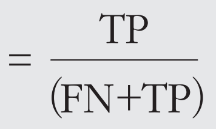 = TP
(FN+TP)